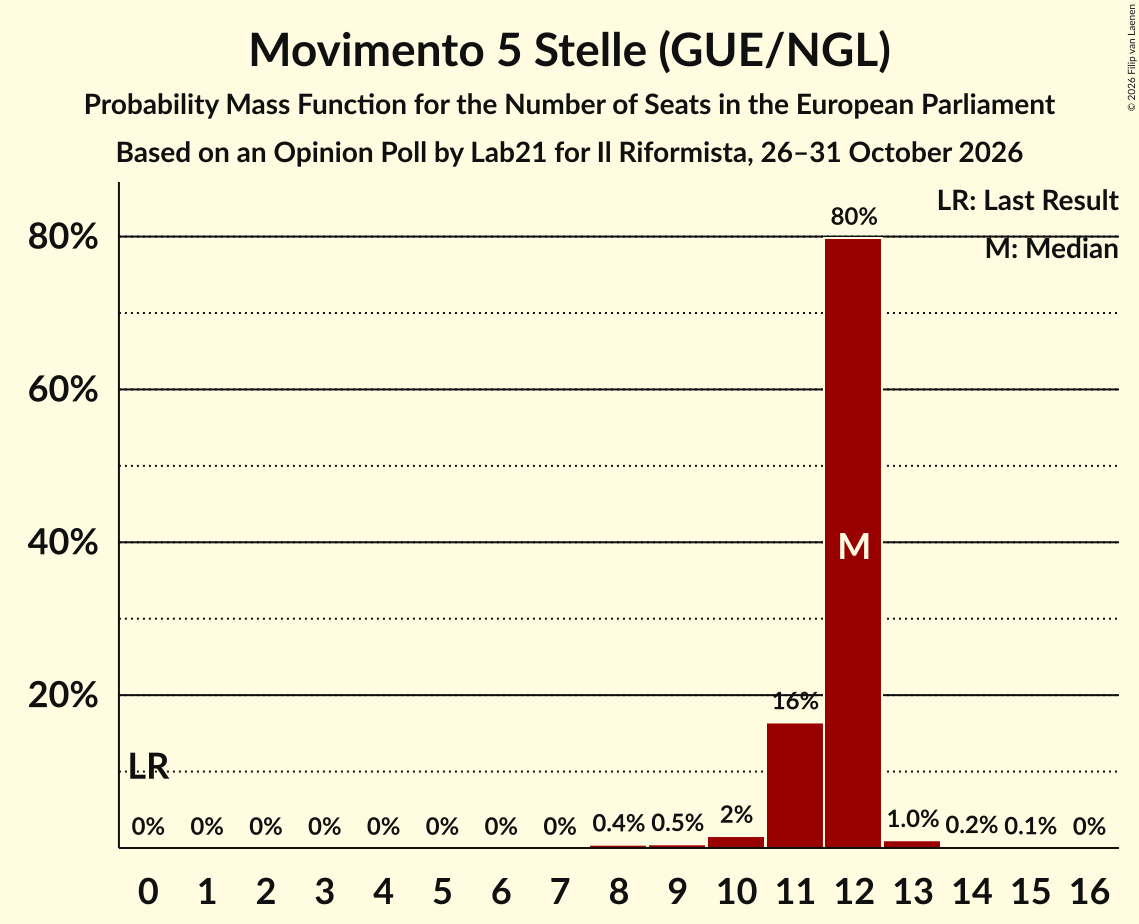 Movimento 5 Stelle (GUE/NGL)
Probability Mass Function for the Number of Seats in the European Parliament
Based on an Opinion Poll by Lab21 for Il Riformista, 26–31 October 2026
© 2026 Filip van Laenen
LR: Last Result
M: Median
80%
60%
40%
20%
80%
M
16%
LR
0% 0% 0% 0% 0% 0% 0% 0% 0.4% 0.5% 2% 1.0% 0.2% 0.1% 0%
0 1 2 3 4 5 6 7 8 9 10 11 12 13 14 15 16